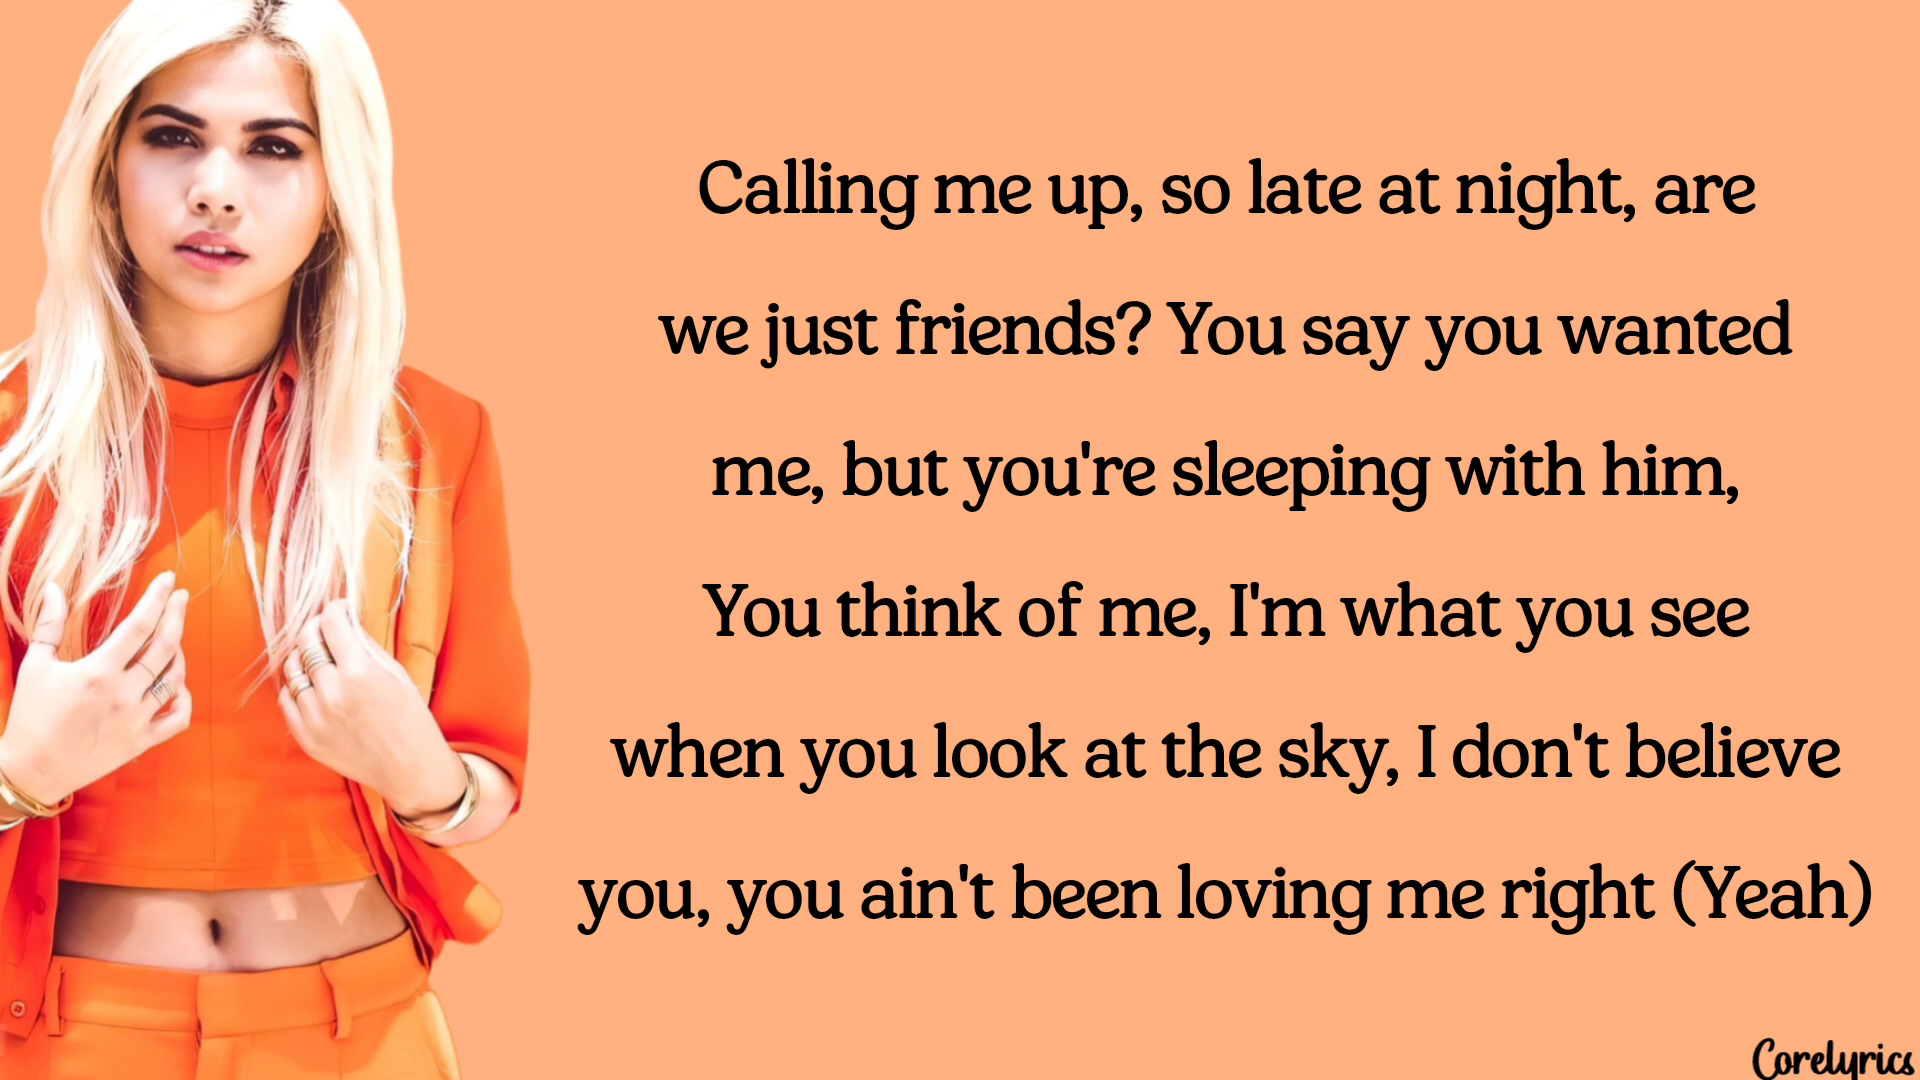 Calling me up, so late at night, are
we just friends? You say you wanted
me, but you're sleeping with him,
You think of me, I'm what you see
when you look at the sky, I don't believe
you, you ain't been loving me right (Yeah)
Corelyrics